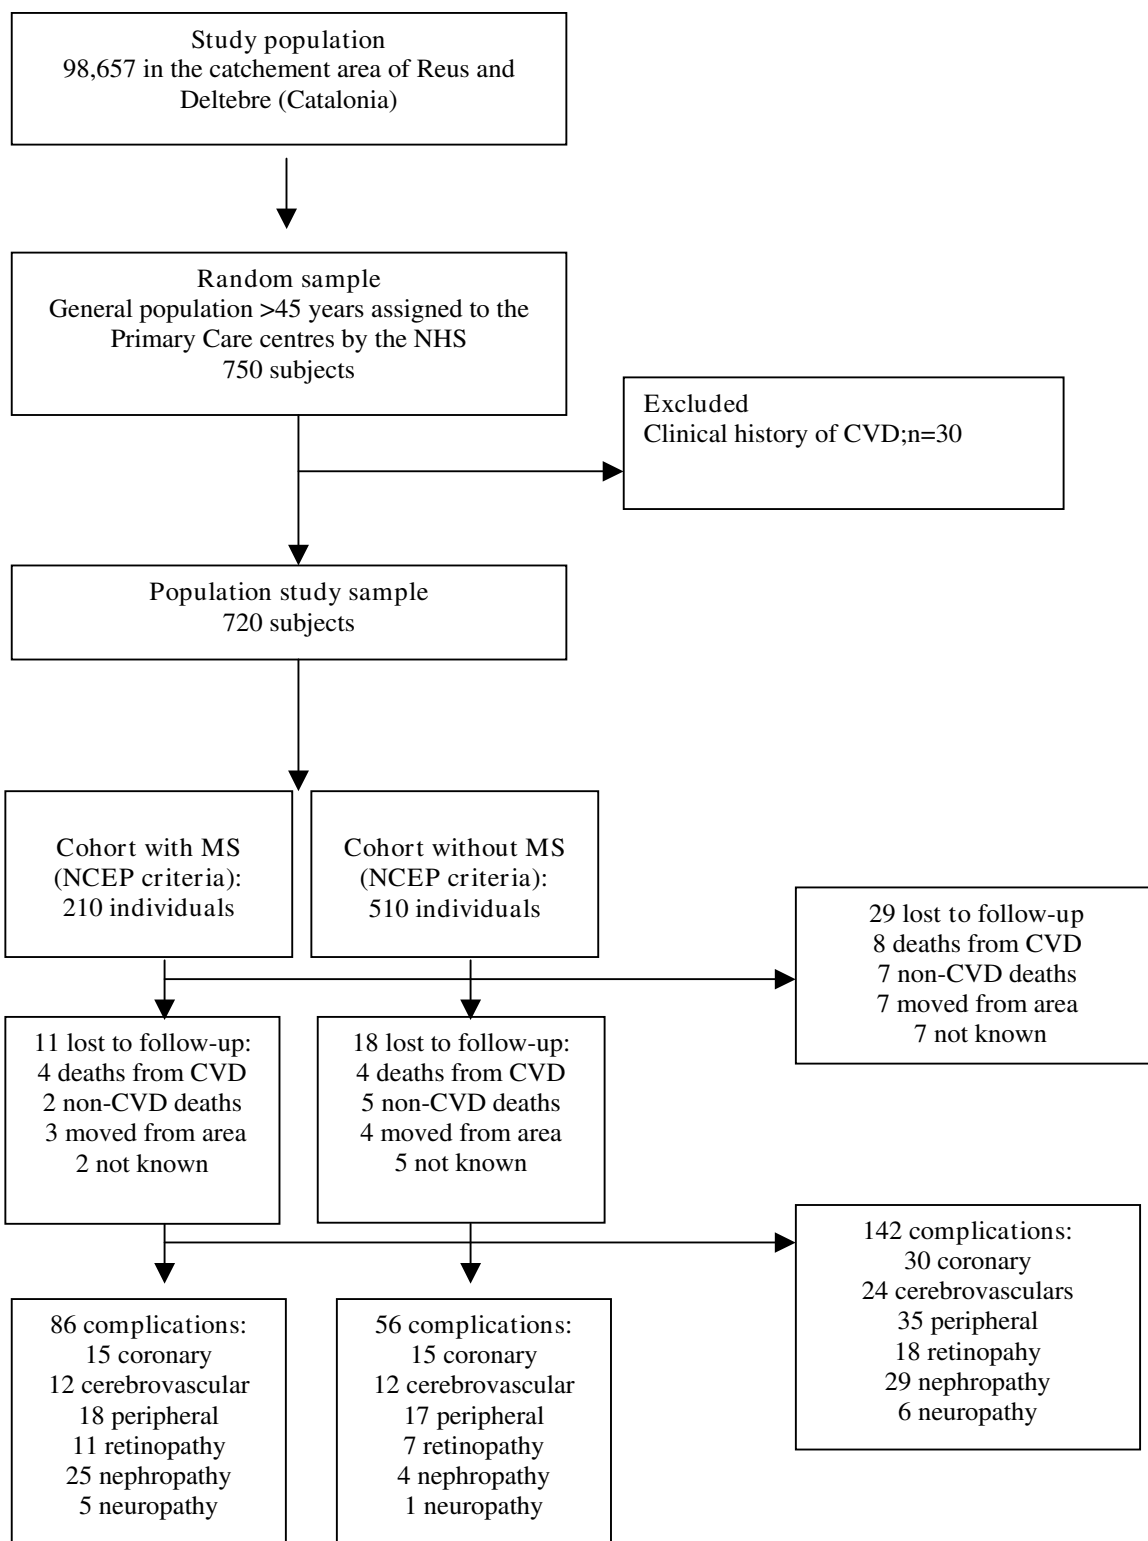 Study population
98,657 in the catchement area of Reus and
Deltebre (Catalonia)
Random sample
General population >45 years assigned to the
Primary Care centres by the NHS
750 subjects
Excluded
Clinical history of CVD;n=30
Population study sample
720 subjects
Cohort with MS
(NCEP criteria):
210 individuals
Cohort without MS
(NCEP criteria):
510 individuals
29 lost to follow-up
8 deaths from CVD
7 non-CVD deaths
7 moved from area
7 not known
11 lost to follow-up:
4 deaths from CVD
2 non-CVD deaths
3 moved from area
2 not known
18 lost to follow-up:
4 deaths from CVD
5 non-CVD deaths
4 moved from area
5 not known
142 complications:
30 coronary
24 cerebrovasculars
35 peripheral
18 retinopahy
29 nephropathy
6 neuropathy
86 complications:
15 coronary
12 cerebrovascular
18 peripheral
11 retinopathy
25 nephropathy
5 neuropathy
56 complications:
15 coronary
12 cerebrovascular
17 peripheral
7 retinopathy
4 nephropathy
1 neuropathy